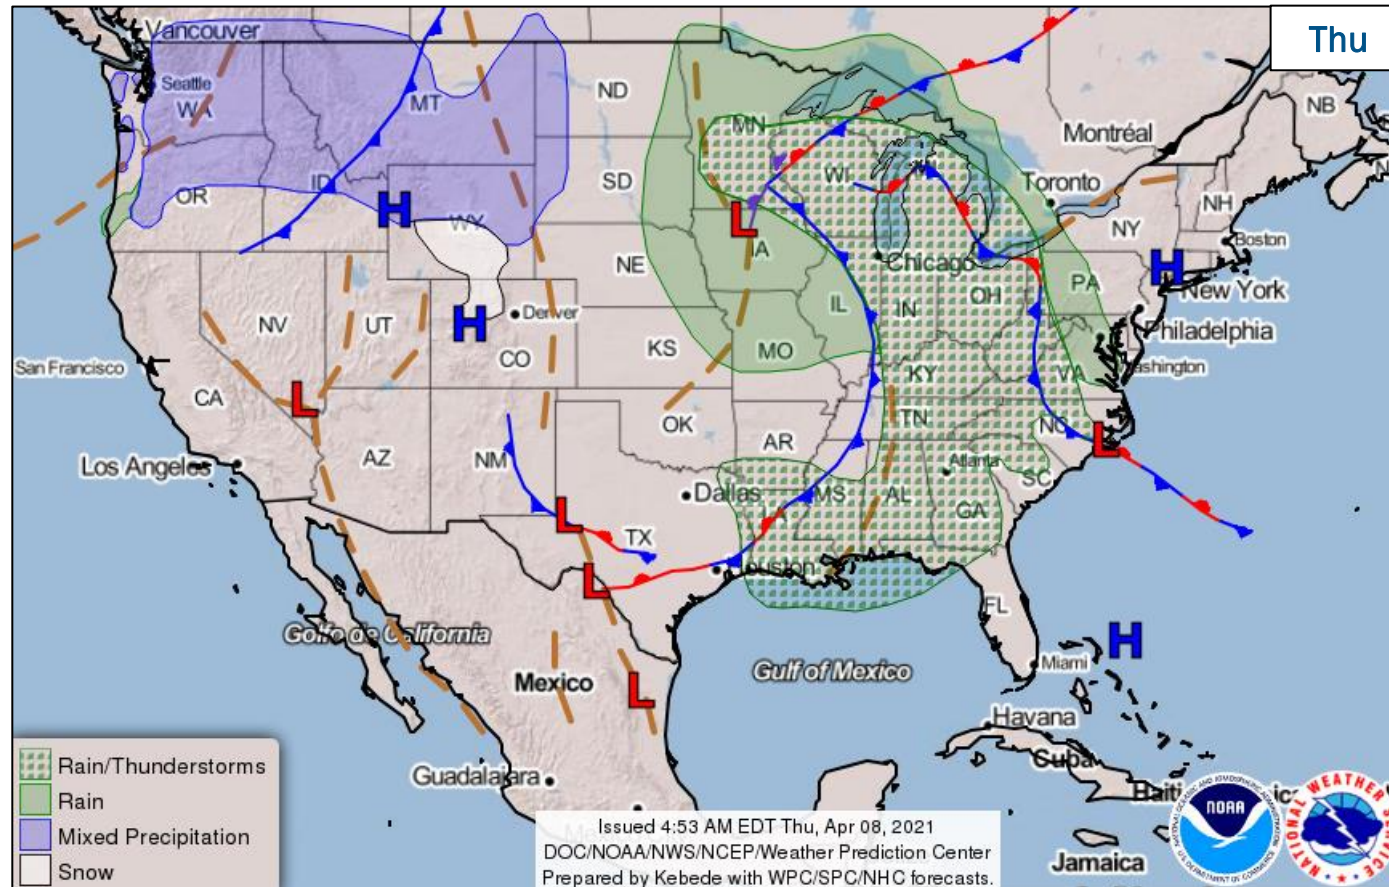 Thu
Vancouver
Seattle
WA
MT
ND
MN
Montréal
NB
OR
ID
H
WY
SD
WI
MI
Toronto
NH
NY
Boston
L
IA
NE
Chicago
H
New York
PA
OH
IN
IL
NV
UT
H
Denver
CO
KS
MO
Philadelphia
Washington
San Francisco
CA
L
KY
VA
OK
TN
NC
L
AR
Los Angeles
AZ
NM
Atlanta
SC
Dallas
LA
MS
AL
GA
L
TX
Houston
L
FL
Golfo de California
H
Miami
Gulf of Mexico
Mexico
L
Havana
Cuba
Guadalajara
Haiti
Jamaica
Rain/Thunderstorms
Rain
Mixed Precipitation
Snow
Issued 4:53 AM EDT Thu, Apr 08, 2021
DOC/NOAA/NWS/NCEP/Weather Prediction Center
Prepared by Kebede with WPC/SPC/NHC forecasts.
NOAA
NATIONAL WEATHER SERVICE